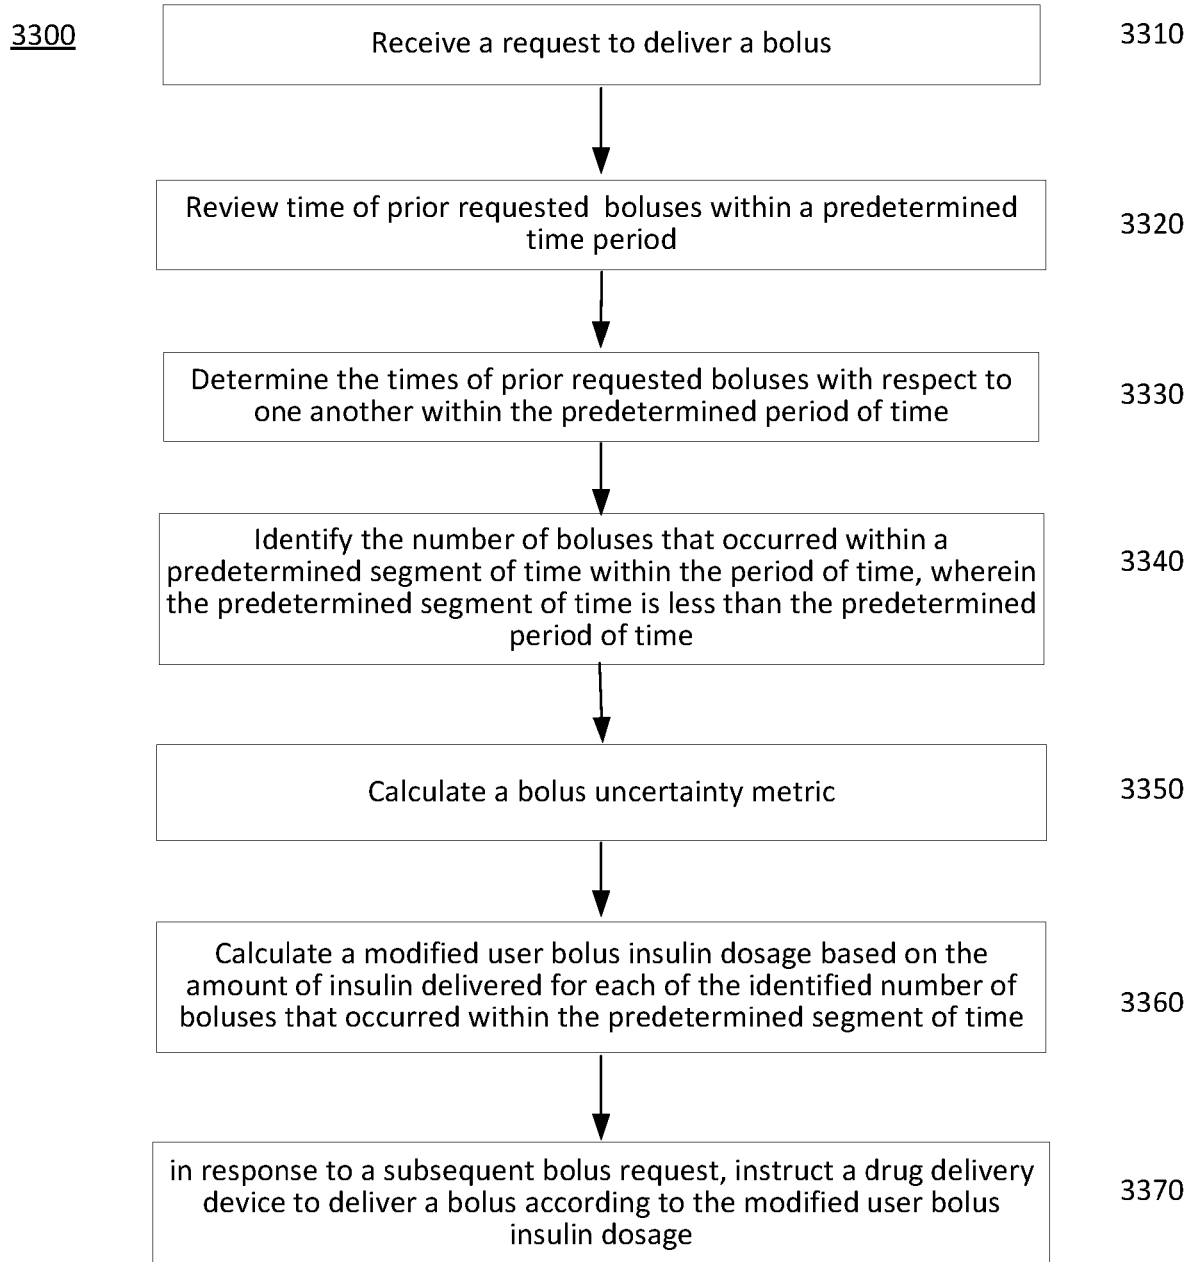 3300
Receive a request to deliver a bolus
3310
Review time of prior requested boluses within a predetermined
time period
3320
Determine the times of prior requested boluses with respect to
one another within the predetermined period of time
3330
Identify the number of boluses that occurred within a
predetermined segment of time within the period of time, wherein
the predetermined segment of time is less than the predetermined
period of time
3340
Calculate a bolus uncertainty metric
3350
Calculate a modified user bolus insulin dosage based on the
amount of insulin delivered for each of the identified number of
boluses that occurred within the predetermined segment of time
3360
in response to a subsequent bolus request, instruct a drug delivery
device to deliver a bolus according to the modified user bolus
insulin dosage
3370